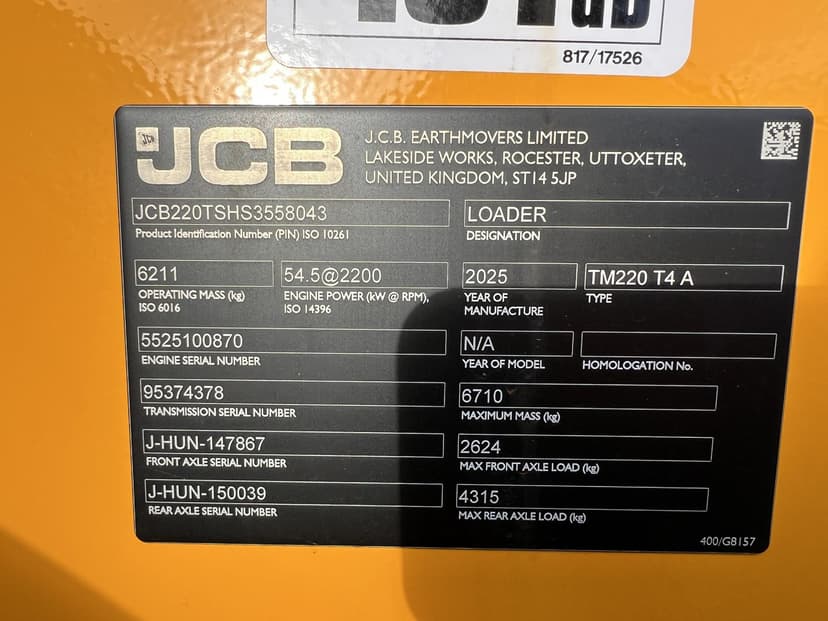 817/17526
JCB
J.C.B. EARTHMOVERS LIMITED
LAKESIDE WORKS, ROCESTER, UTTOXETER,
UNITED KINGDOM, ST14 5JP
JCB220TSHS3558043
Product Identification Number (PIN) ISO 10261
LOADER
DESIGNATION
6211
OPERATING MASS (kg)
ISO 6016
54.5@2200
ENGINE POWER (kW @ RPM),
ISO 14396
2025
YEAR OF
MANUFACTURE
TM220 T4 A
TYPE
5525100870
ENGINE SERIAL NUMBER
N/A
YEAR OF MODEL
HOMOLOGATION No.
95374378
TRANSMISSION SERIAL NUMBER
6710
MAXIMUM MASS (kg)
J-HUN-147867
FRONT AXLE SERIAL NUMBER
2624
MAX FRONT AXLE LOAD (kg)
J-HUN-150039
REAR AXLE SERIAL NUMBER
4315
MAX REAR AXLE LOAD (kg)
400/G8157